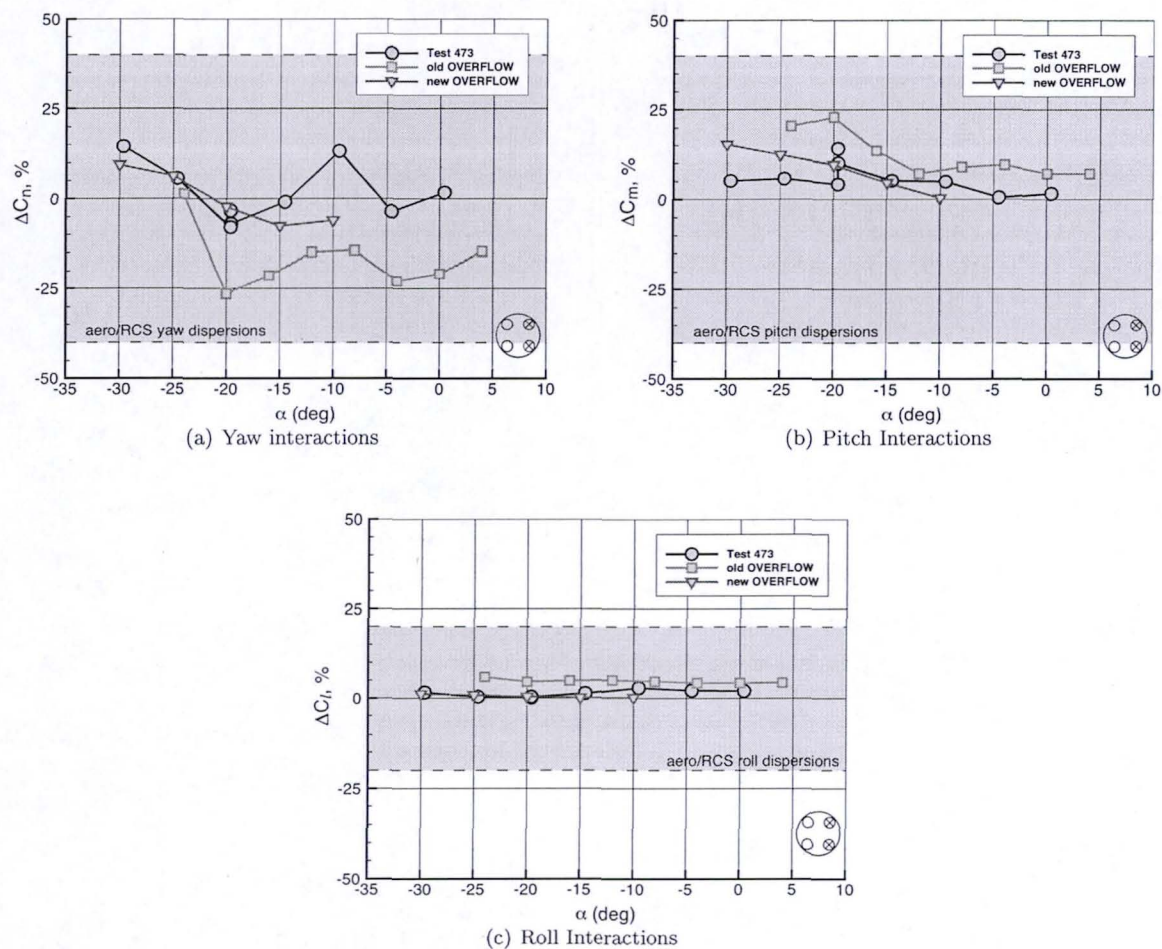 50
25
0
-25
-50
ΔCn, %
Test 473
old OVERFLOW
new OVERFLOW
aero/RCS yaw dispersions
-35 -30 -25 -20 -15 -10 -5 0 5 10
α (deg)
(a) Yaw interactions
50
25
0
-25
-50
ΔCm, %
Test 473
old OVERFLOW
new OVERFLOW
aero/RCS pitch dispersions
-35 -30 -25 -20 -15 -10 -5 0 5 10
α (deg)
(b) Pitch Interactions
50
25
0
-25
-50
ΔCl, %
Test 473
old OVERFLOW
new OVERFLOW
aero/RCS roll dispersions
-35 -30 -25 -20 -15 -10 -5 0 5 10
α (deg)
(c) Roll Interactions